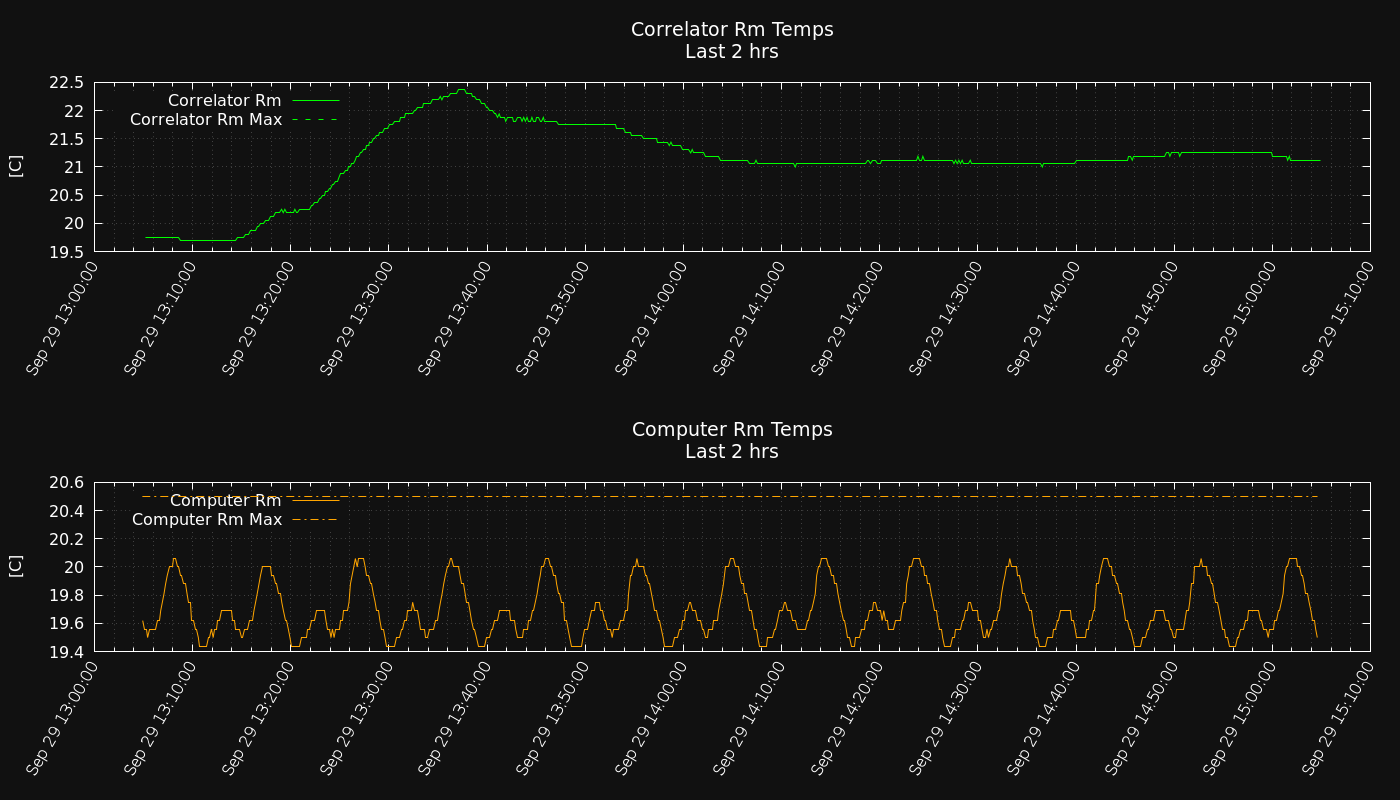 Correlator Rm Temps
Last 2 hrs
22.5
22
21.5
21
20.5
20
19.5
[C]
Correlator Rm
Correlator Rm Max
Sep 29 13:00:00
Sep 29 13:10:00
Sep 29 13:20:00
Sep 29 13:30:00
Sep 29 13:40:00
Sep 29 13:50:00
Sep 29 14:00:00
Sep 29 14:10:00
Sep 29 14:20:00
Sep 29 14:30:00
Sep 29 14:40:00
Sep 29 14:50:00
Sep 29 15:00:00
Sep 29 15:10:00
Computer Rm Temps
Last 2 hrs
20.6
20.4
20.2
20
19.8
19.6
19.4
[C]
Computer Rm
Computer Rm Max
Sep 29 13:00:00
Sep 29 13:10:00
Sep 29 13:20:00
Sep 29 13:30:00
Sep 29 13:40:00
Sep 29 13:50:00
Sep 29 14:00:00
Sep 29 14:10:00
Sep 29 14:20:00
Sep 29 14:30:00
Sep 29 14:40:00
Sep 29 14:50:00
Sep 29 15:00:00
Sep 29 15:10:00